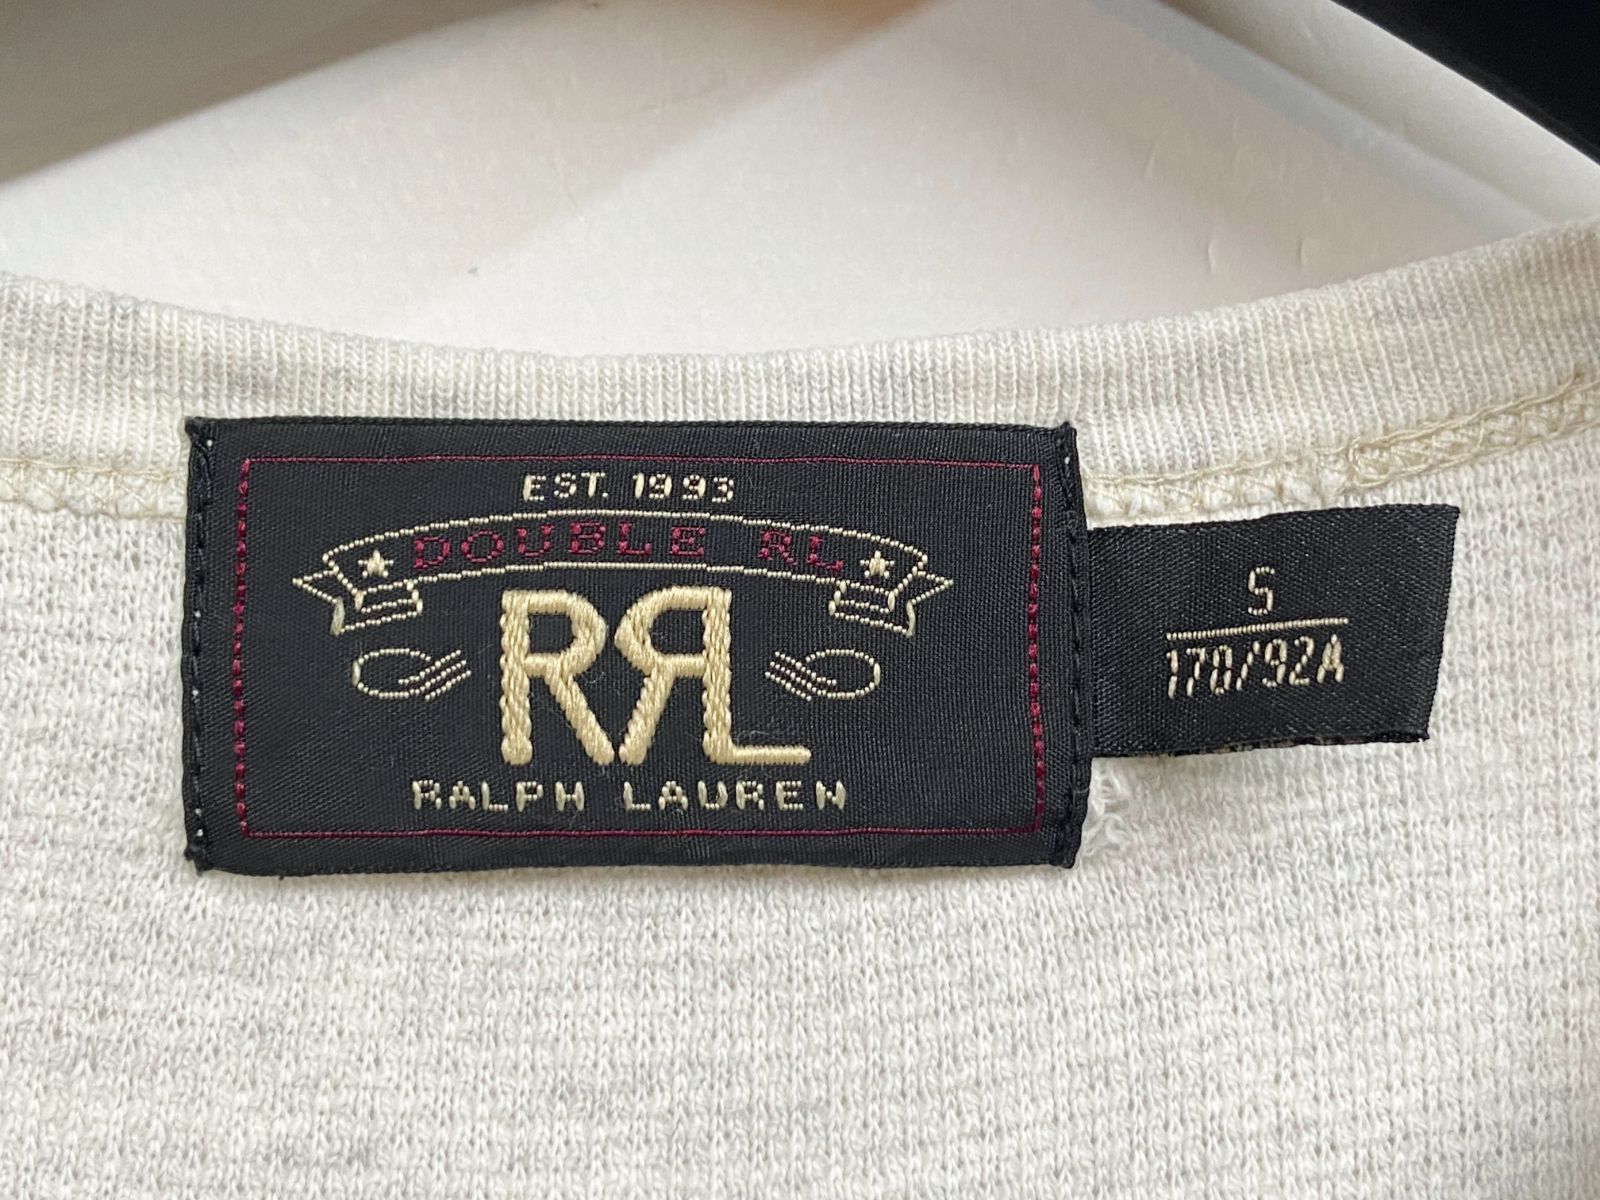 EST. 1993
DOUBLE RL
RRL
RALPH LAUREN
S
170/92A